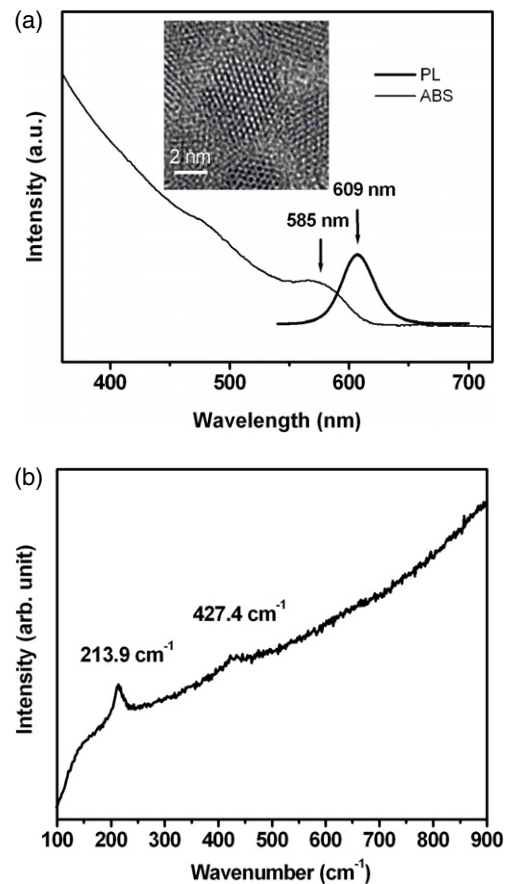 (a)
Intensity (a.u.)
2 nm
PL
ABS
609 nm
585 nm
400 500 600 700
Wavelength (nm)
(b)
Intensity (arb. unit)
427.4 cm⁻¹
213.9 cm⁻¹
100 200 300 400 500 600 700 800 900
Wavenumber (cm⁻¹)